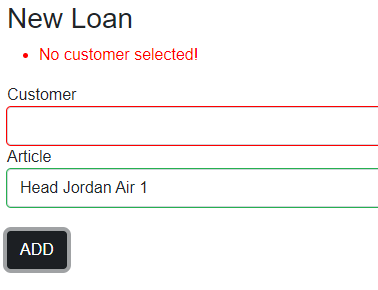 New Loan
No customer selected!
Customer
Article
Head Jordan Air 1
ADD